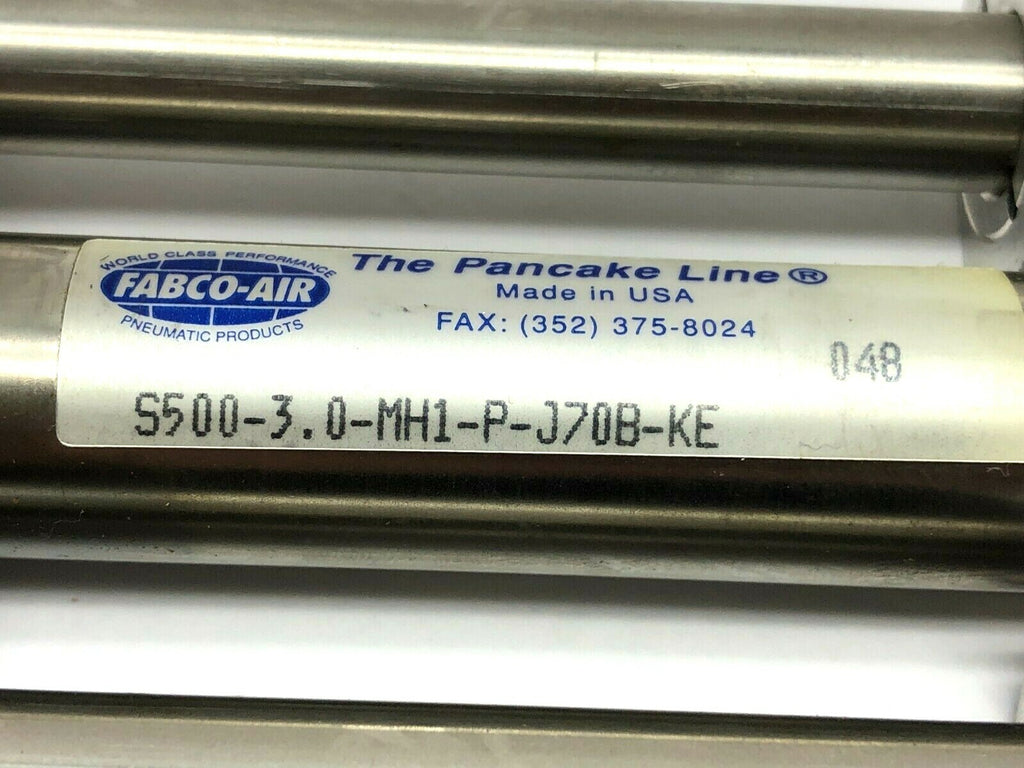 WORLD CLASS PERFORMANCE
FABCO-AIR
PNEUMATIC PRODUCTS
The Pancake Line®
Made in USA
FAX: (352) 375-8024
048
S500-3.0-MH1-P-J70B-KE